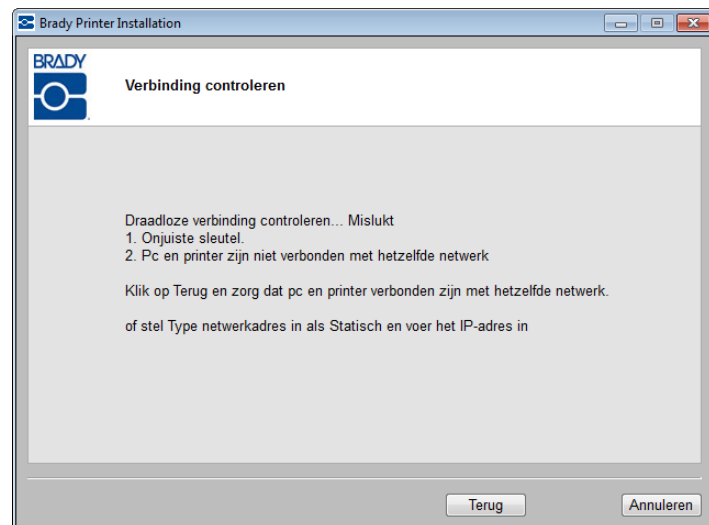 Brady Printer Installation
BRADY
Verbinding controleren
Draadloze verbinding controleren... Mislukt
1. Onjuiste sleutel.
2. Pc en printer zijn niet verbonden met hetzelfde netwerk
Klik op Terug en zorg dat pc en printer verbonden zijn met hetzelfde netwerk.
of stel Type netwerkadres in als Statisch en voer het IP-adres in
Terug
Annuleren